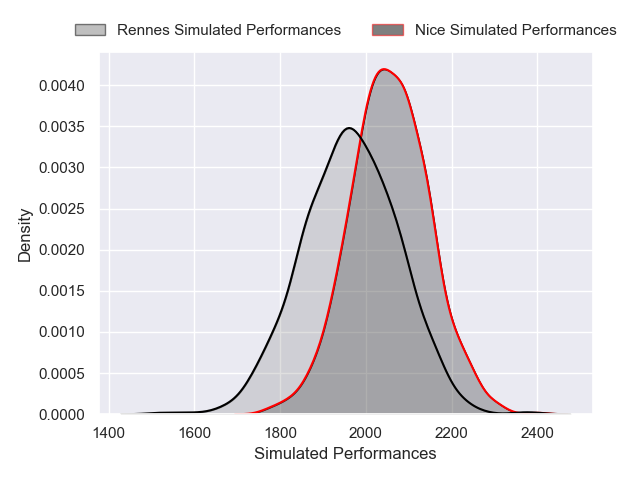 Rennes Simulated Performances Nice Simulated Performances
0.0040
0.0035
0.0030
0.0025
0.0020
0.0015
0.0010
0.0005
0.0000
Density
1400 1600 1800 2000 2200 2400
Simulated Performances